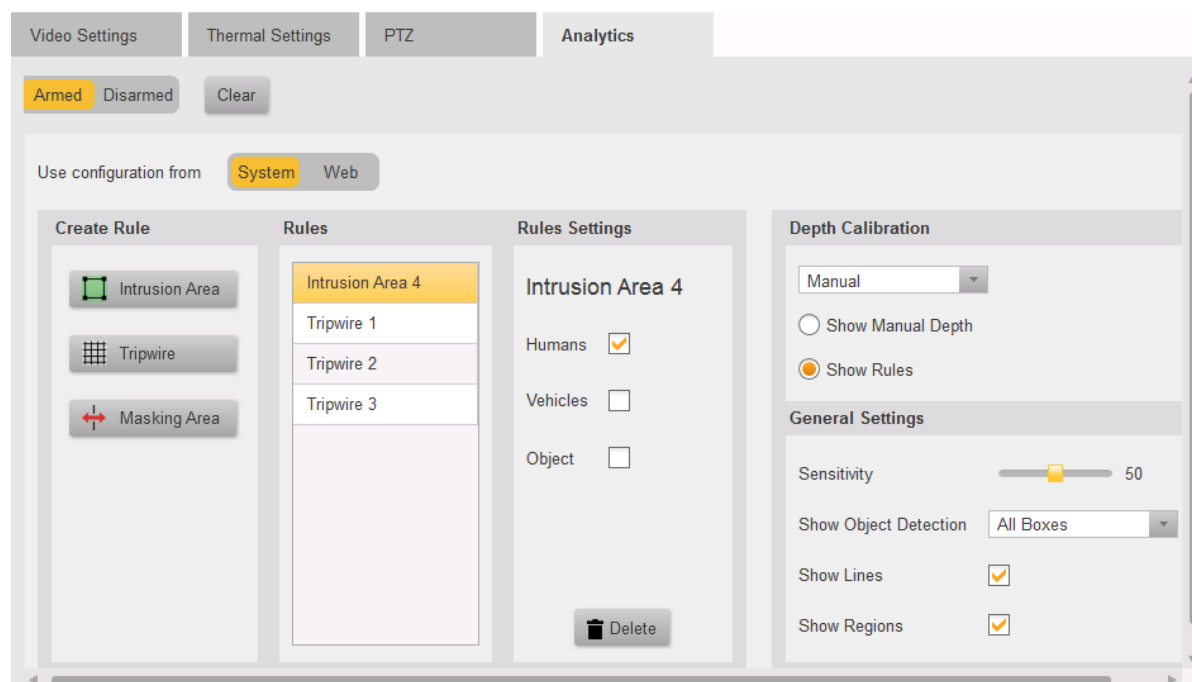 Video Settings
Thermal Settings
PTZ
Analytics
Armed
Disarmed
Clear
Use configuration from
System
Web
Create Rule
Intrusion Area
Tripwire
Masking Area
Rules
Intrusion Area 4
Tripwire 1
Tripwire 2
Tripwire 3
Rules Settings
Intrusion Area 4
Humans
Vehicles
Object
Delete
Depth Calibration
Manual
Show Manual Depth
Show Rules
General Settings
Sensitivity
50
Show Object Detection
All Boxes
Show Lines
Show Regions